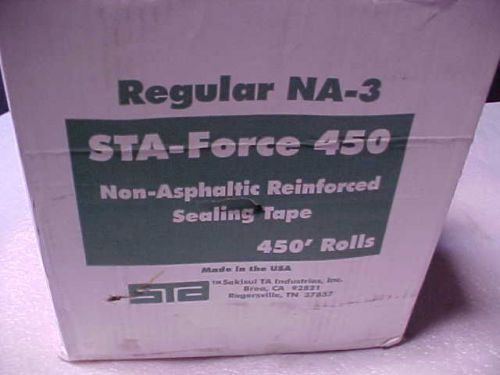 Regular NA-3
STA-Force 450
Non-Asphaltic Reinforced
Sealing Tape
450' Rolls
Made in the USA
STA
™Sekisui TA Industries, Inc.
Brea, CA 92821
Rogersville, TN 37857